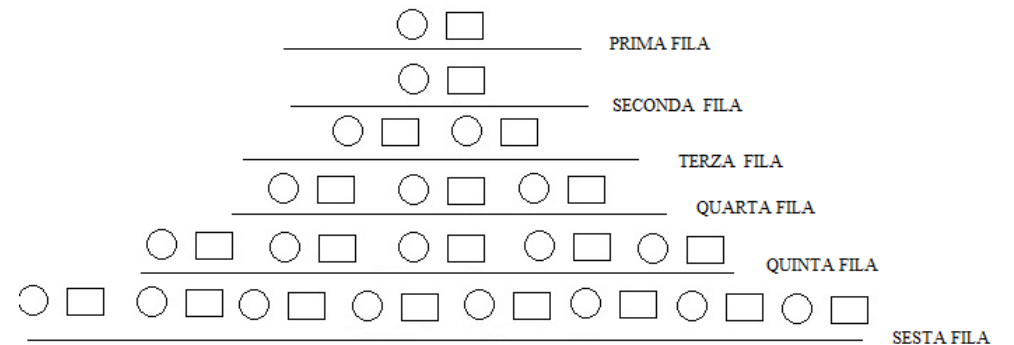 PRIMA FILA
SECONDA FILA
TERZA FILA
QUARTA FILA
QUINTA FILA
SESTA FILA